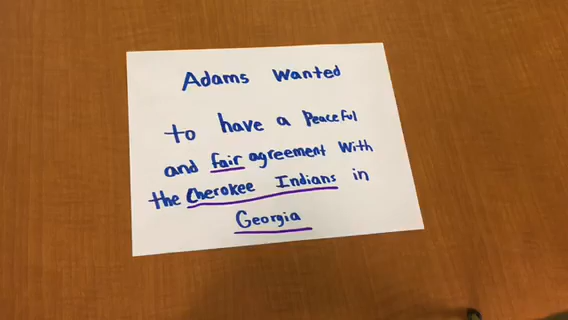 Adams wanted
to have a Peaceful
and fair agreement with
the Cherokee Indians in
Georgia